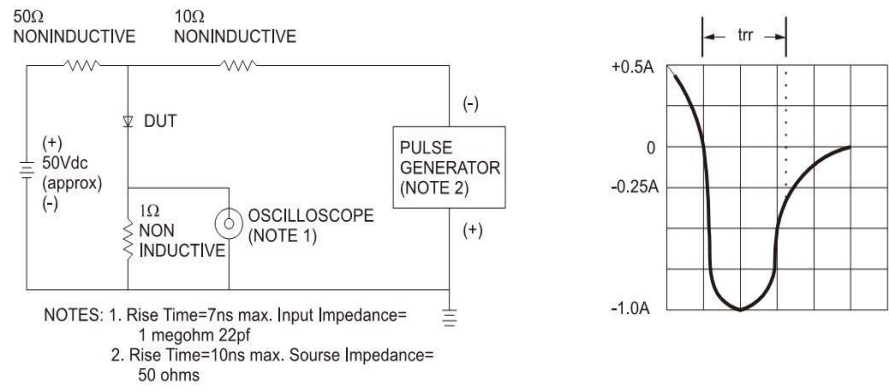 50Ω
NONINDUCTIVE
10Ω
NONINDUCTIVE
DUT
(+)
50Vdc
(approx)
(-)
1Ω
NON
INDUCTIVE
OSCILLOSCOPE
(NOTE 1)
(-)
PULSE
GENERATOR
(NOTE 2)
(+)
NOTES: 1. Rise Time=7ns max. Input Impedance=
1 megohm 22pf
2. Rise Time=10ns max. Sourse Impedance=
50 ohms
trr
+0.5A
0
-0.25A
-1.0A